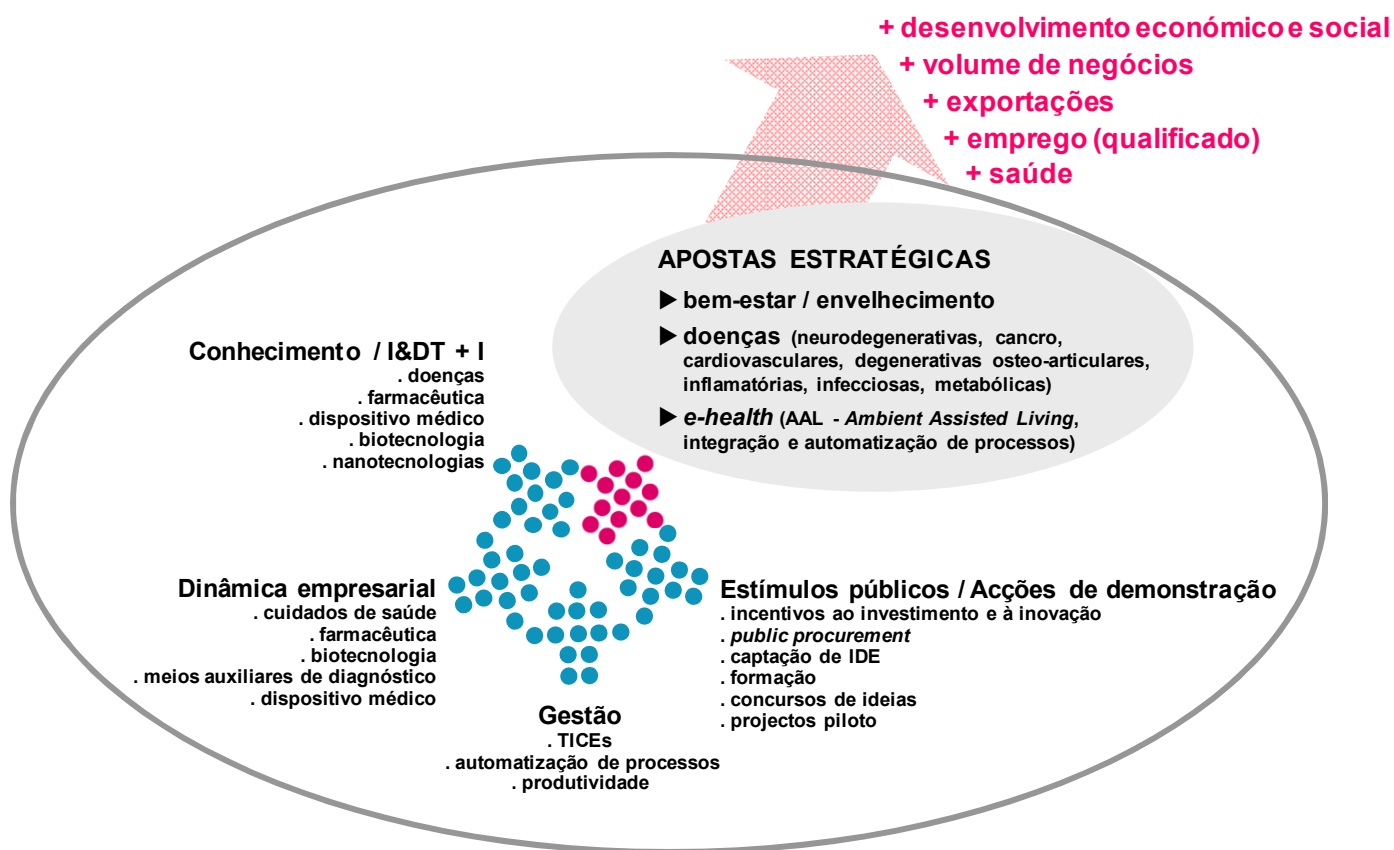 + desenvolvimento económico e social
+ volume de negócios
+ exportações
+ emprego (qualificado)
+ saúde
APOSTAS ESTRATÉGICAS
▶ bem-estar / envelhecimento
▶ doenças (neurodegenerativas, cancro,
cardiovasculares, degenerativas osteo-articulares,
inflamatórias, infecciosas, metabólicas)
▶ e-health (AAL - Ambient Assisted Living,
integração e automatização de processos)
Conhecimento / I&DT + I
. doenças
. farmacêutica
. dispositivo médico
. biotecnologia
. nanotecnologias
Dinâmica empresarial
. cuidados de saúde
. farmacêutica
. biotecnologia
. meios auxiliares de diagnóstico
. dispositivo médico
Estímulos públicos / Acções de demonstração
. incentivos ao investimento e à inovação
. public procurement
. captação de IDE
. formação
. concursos de ideias
. projectos piloto
Gestão
. TICEs
. automatização de processos
. produtividade